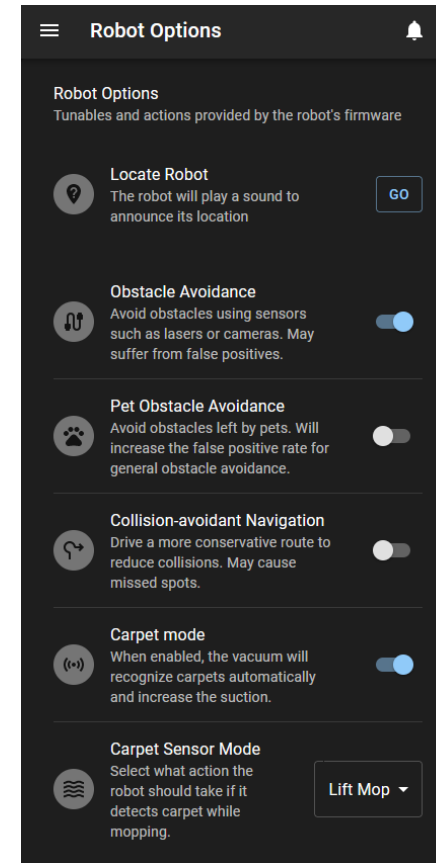 Robot Options
Robot Options
Tunables and actions provided by the robot's firmware
Locate Robot
The robot will play a sound to
announce its location
GO
Obstacle Avoidance
Avoid obstacles using sensors
such as lasers or cameras. May
suffer from false positives.
Pet Obstacle Avoidance
Avoid obstacles left by pets. Will
increase the false positive rate for
general obstacle avoidance.
Collision-avoidant Navigation
Drive a more conservative route to
reduce collisions. May cause
missed spots.
Carpet mode
When enabled, the vacuum will
recognize carpets automatically
and increase the suction.
Carpet Sensor Mode
Select what action the
robot should take if it
detects carpet while
mopping.
Lift Mop